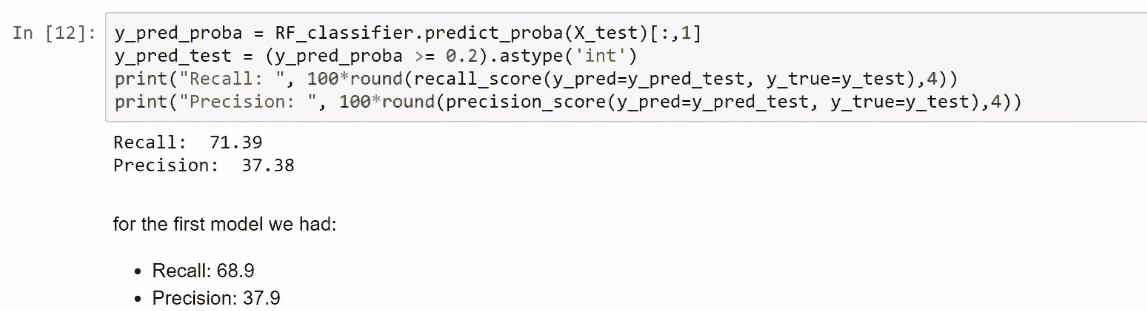 In [12]: y_pred_proba = RF_classifier.predict_proba(X_test)[:,1]
y_pred_test = (y_pred_proba >= 0.2).astype('int')
print("Recall: ", 100*round(recall_score(y_pred=y_pred_test, y_true=y_test),4))
print("Precision: ", 100*round(precision_score(y_pred=y_pred_test, y_true=y_test),4))
Recall:  71.39
Precision:  37.38
for the first model we had:
• Recall: 68.9
• Precision: 37.9